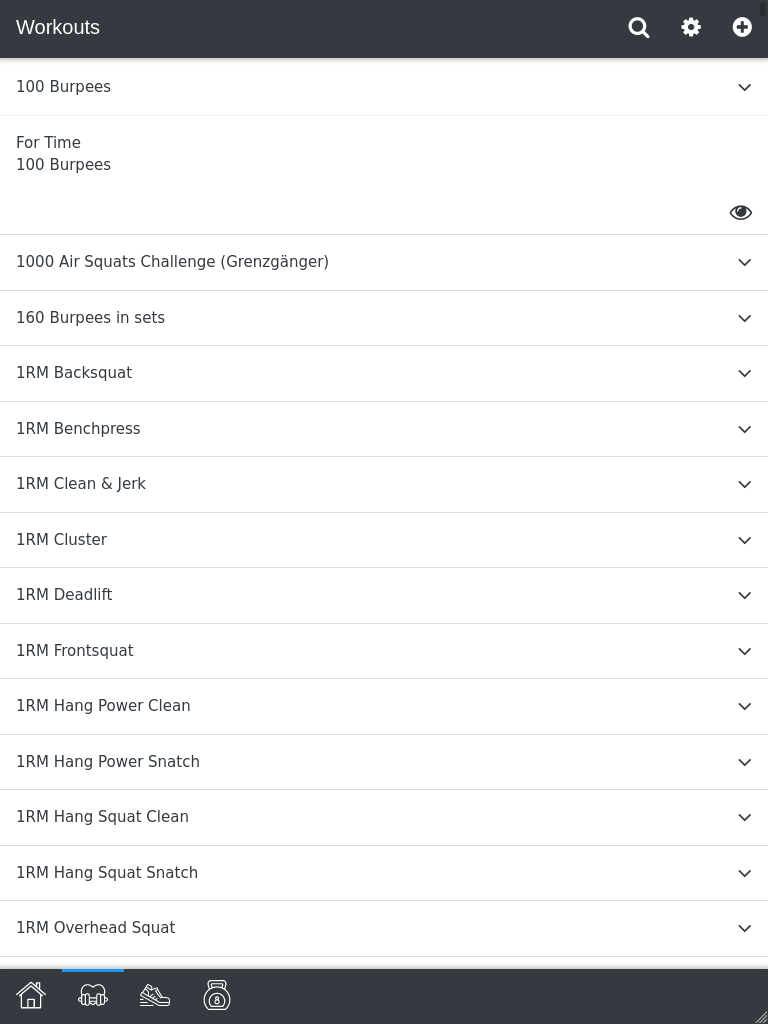 Workouts
100 Burpees
For Time
100 Burpees
1000 Air Squats Challenge (Grenzgänger)
160 Burpees in sets
1RM Backsquat
1RM Benchpress
1RM Clean & Jerk
1RM Cluster
1RM Deadlift
1RM Frontsquat
1RM Hang Power Clean
1RM Hang Power Snatch
1RM Hang Squat Clean
1RM Hang Squat Snatch
1RM Overhead Squat
8